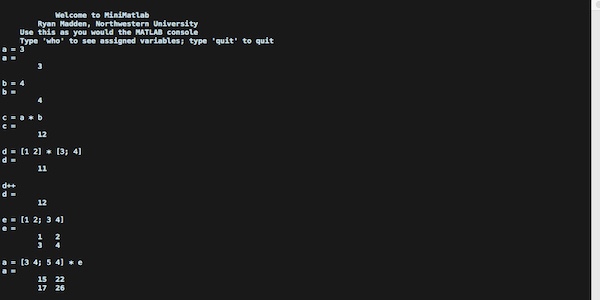 Welcome to MiniMatlab
Ryan Madden, Northwestern University
Use this as you would the MATLAB console
Type 'who' to see assigned variables; type 'quit' to quit
a = 3
a =
3
b = 4
b =
4
c = a * b
c =
12
d = [1 2] * [3; 4]
d =
11
d++
d =
12
e = [1 2; 3 4]
e =
1 2
3 4
a = [3 4; 5 4] * e
a =
15 22
17 26